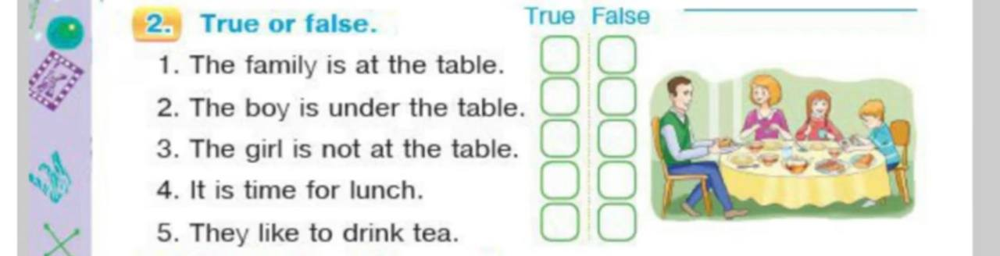 2. True or false. True False
1. The family is at the table.
2. The boy is under the table.
3. The girl is not at the table.
4. It is time for lunch.
5. They like to drink tea.